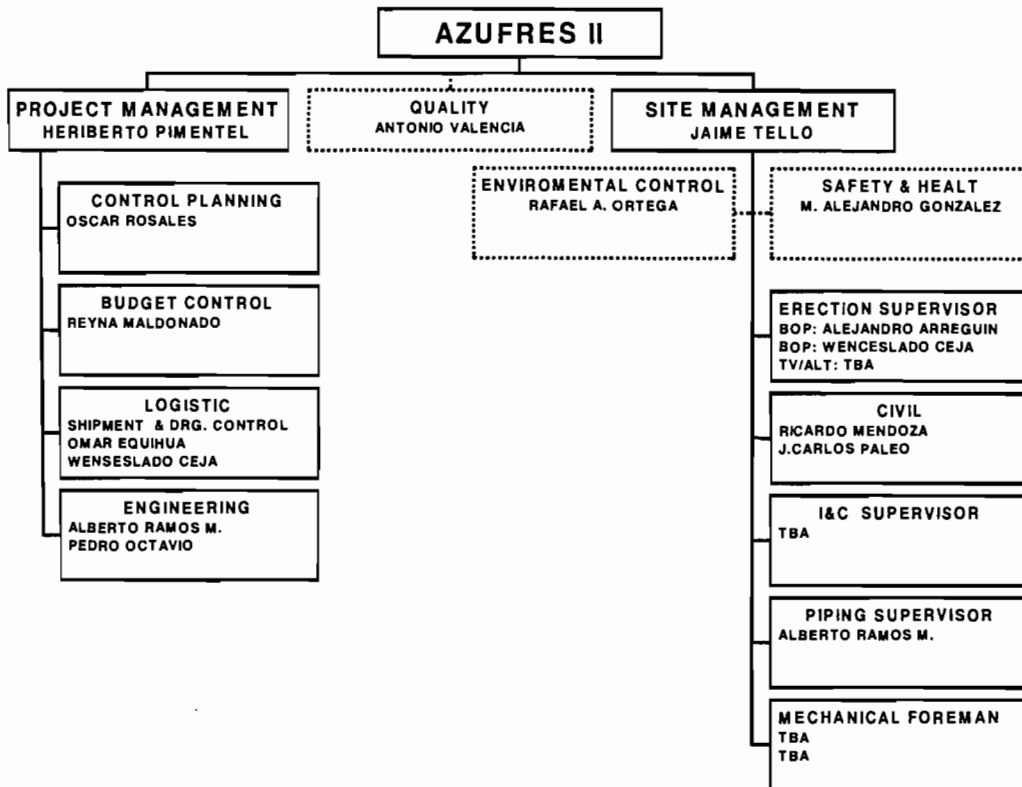 AZUFRES II
PROJECT MANAGEMENT
HERIBERTO PIMENTEL
QUALITY
ANTONIO VALENCIA
SITE MANAGEMENT
JAIME TELLO
CONTROL PLANNING
OSCAR ROSALES
BUDGET CONTROL
REYNA MALDONADO
LOGISTIC
SHIPMENT & DRG. CONTROL
OMAR EQUIHUA
WENSESLADO CEJA
ENGINEERING
ALBERTO RAMOS M.
PEDRO OCTAVIO
ENVIROMENTAL CONTROL
RAFAEL A. ORTEGA
SAFETY & HEALT
M. ALEJANDRO GONZALEZ
ERECTION SUPERVISOR
BOP: ALEJANDRO ARREGUIN
BOP: WENCESLADO CEJA
TV/ALT: TBA
CIVIL
RICARDO MENDOZA
J.CARLOS PALEO
I&C SUPERVISOR
TBA
PIPING SUPERVISOR
ALBERTO RAMOS M.
MECHANICAL FOREMAN
TBA
TBA